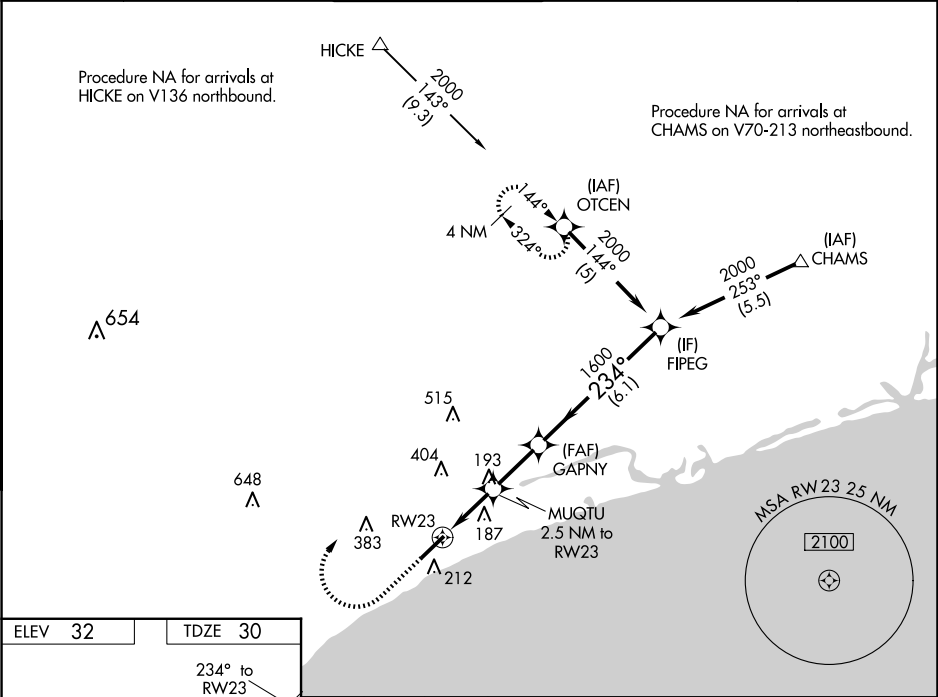 HICKE
Procedure NA for arrivals at
HICKE on V136 northbound.
2000
143°
(9.3)
Procedure NA for arrivals at
CHAMS on V70-213 northeastbound.
(IAF)
OTCEN
144°
324°
4 NM
2000
144°
(5)
(IAF)
CHAMS
2000
253°
(5.5)
(IF)
FIPEG
654
1600
234°
(6.1)
515
(FAF)
GAPNY
404
193
648
RW23
383
187
MUQTU
2.5 NM to
RW23
212
MSA RW23 25 NM
2100
ELEV 32
TDZE 30
234° to
RW23